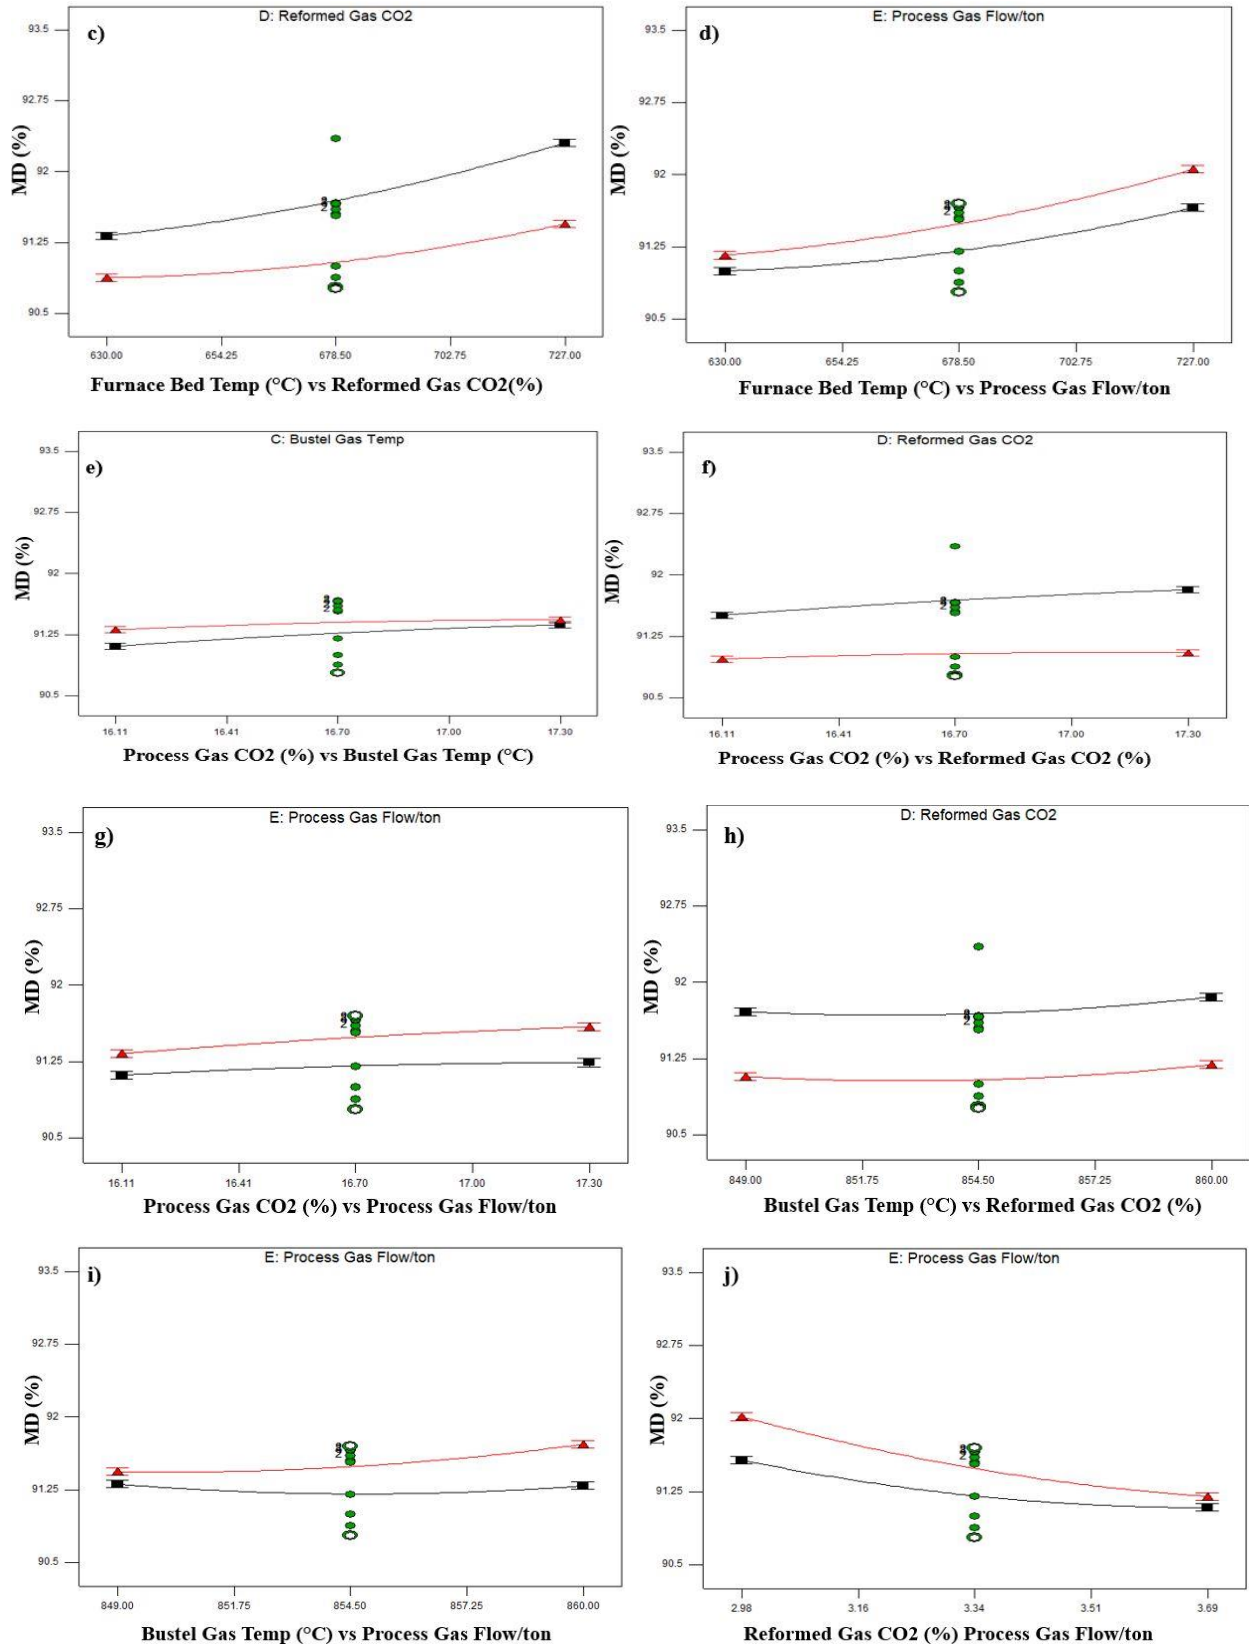 D: Reformed Gas CO2
c)
93.5
92.75
92
91.25
90.5
MD (%)
2
630.00 654.25 678.50 702.75 727.00
Furnace Bed Temp (°C) vs Reformed Gas CO2(%)
E: Process Gas Flow/ton
d)
93.5
92.75
92
91.25
90.5
MD (%)
2
630.00 654.25 678.50 702.75 727.00
Furnace Bed Temp (°C) vs Process Gas Flow/ton
C: Bustel Gas Temp
e)
93.5
92.75
92
91.25
90.5
MD (%)
2
16.11 16.41 16.70 17.00 17.30
Process Gas CO2 (%) vs Bustel Gas Temp (°C)
D: Reformed Gas CO2
f)
93.5
92.75
92
91.25
90.5
MD (%)
2
16.11 16.41 16.70 17.00 17.30
Process Gas CO2 (%) vs Reformed Gas CO2 (%)
E: Process Gas Flow/ton
g)
93.5
92.75
92
91.25
90.5
MD (%)
2
16.11 16.41 16.70 17.00 17.30
Process Gas CO2 (%) vs Process Gas Flow/ton
D: Reformed Gas CO2
h)
93.5
92.75
92
91.25
90.5
MD (%)
2
849.00 851.75 854.50 857.25 860.00
Bustel Gas Temp (°C) vs Reformed Gas CO2 (%)
E: Process Gas Flow/ton
i)
93.5
92.75
92
91.25
90.5
MD (%)
2
849.00 851.75 854.50 857.25 860.00
Bustel Gas Temp (°C) vs Process Gas Flow/ton
E: Process Gas Flow/ton
j)
93.5
92.75
92
91.25
90.5
MD (%)
2
2.98 3.16 3.34 3.51 3.69
Reformed Gas CO2 (%) Process Gas Flow/ton